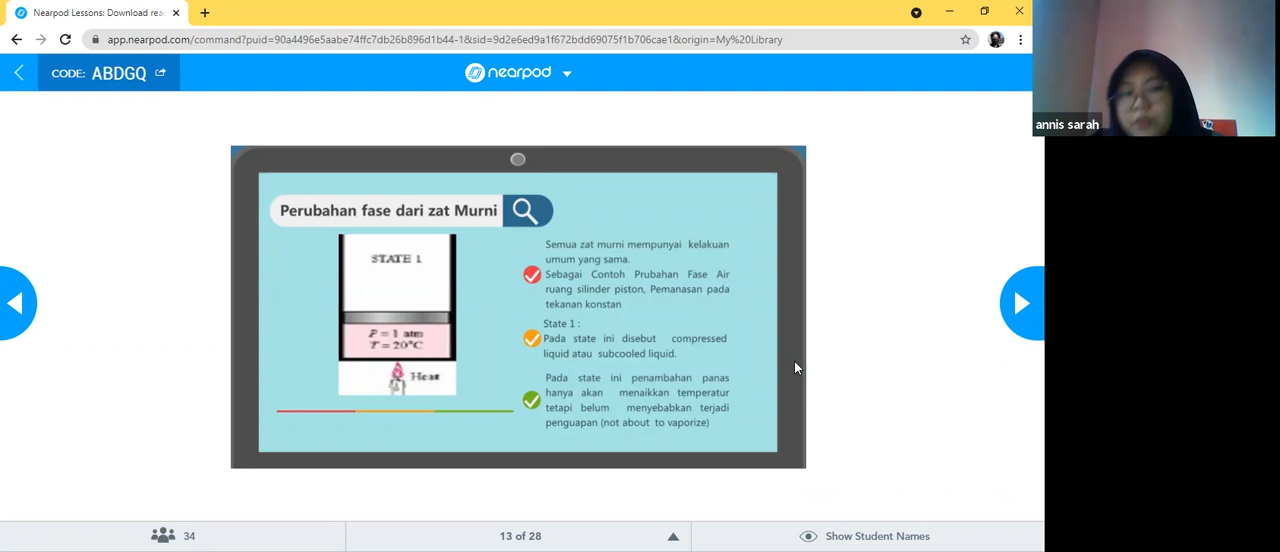 Nearpod Lessons: Download rea
app.nearpod.com/command?puid=90a4496e5aabe74ffc7db26b896d1b44-1&sid=9d2e6ed9a1f672bdd69075f1b706cae1&origin=My%20Library
CODE: ABDGQ
nearpod
annis sarah
Perubahan fase dari zat Murni
STATE 1
P = 1 atm
T = 20°C
Heat
Semua zat murni mempunyai kelakuan
umum yang sama.
Sebagai Contoh Prubahan Fase Air
ruang silinder piston, Pemanasan pada
tekanan konstan
State 1 :
Pada state ini disebut compressed
liquid atau subcooled liquid.
Pada state ini penambahan panas
hanya akan menaikkan temperatur
tetapi belum menyebabkan terjadi
penguapan (not about to vaporize)
34
13 of 28
Show Student Names